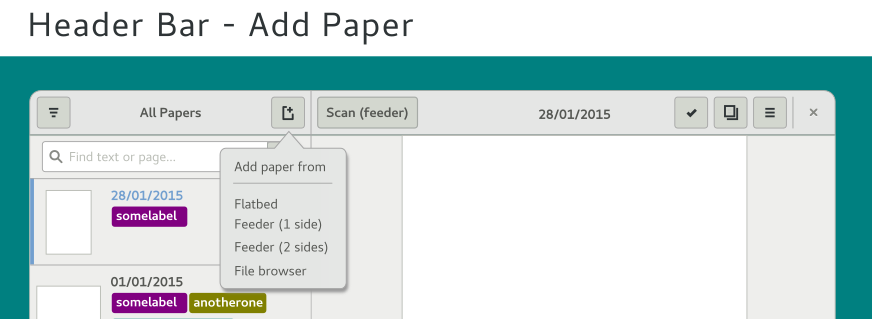 Header Bar - Add Paper
All Papers
Scan (feeder)
28/01/2015
Find text or page...
Add paper from
Flatbed
Feeder (1 side)
Feeder (2 sides)
File browser
28/01/2015
somelabel
01/01/2015
somelabel anotherone